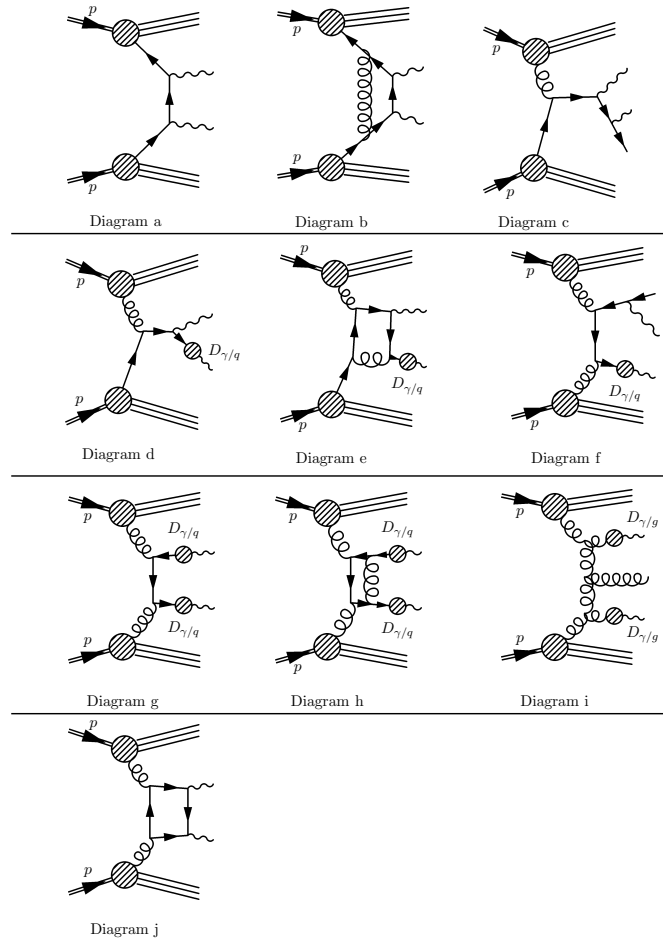 p
p
Diagram a
p
p
Diagram b
p
p
Diagram c
p
D_{γ/q}
p
Diagram d
p
D_{γ/q}
p
Diagram e
p
D_{γ/q}
p
Diagram f
p
D_{γ/q}
D_{γ/q}
p
Diagram g
p
D_{γ/q}
D_{γ/q}
p
Diagram h
p
D_{γ/g}
D_{γ/g}
p
Diagram i
p
p
Diagram j